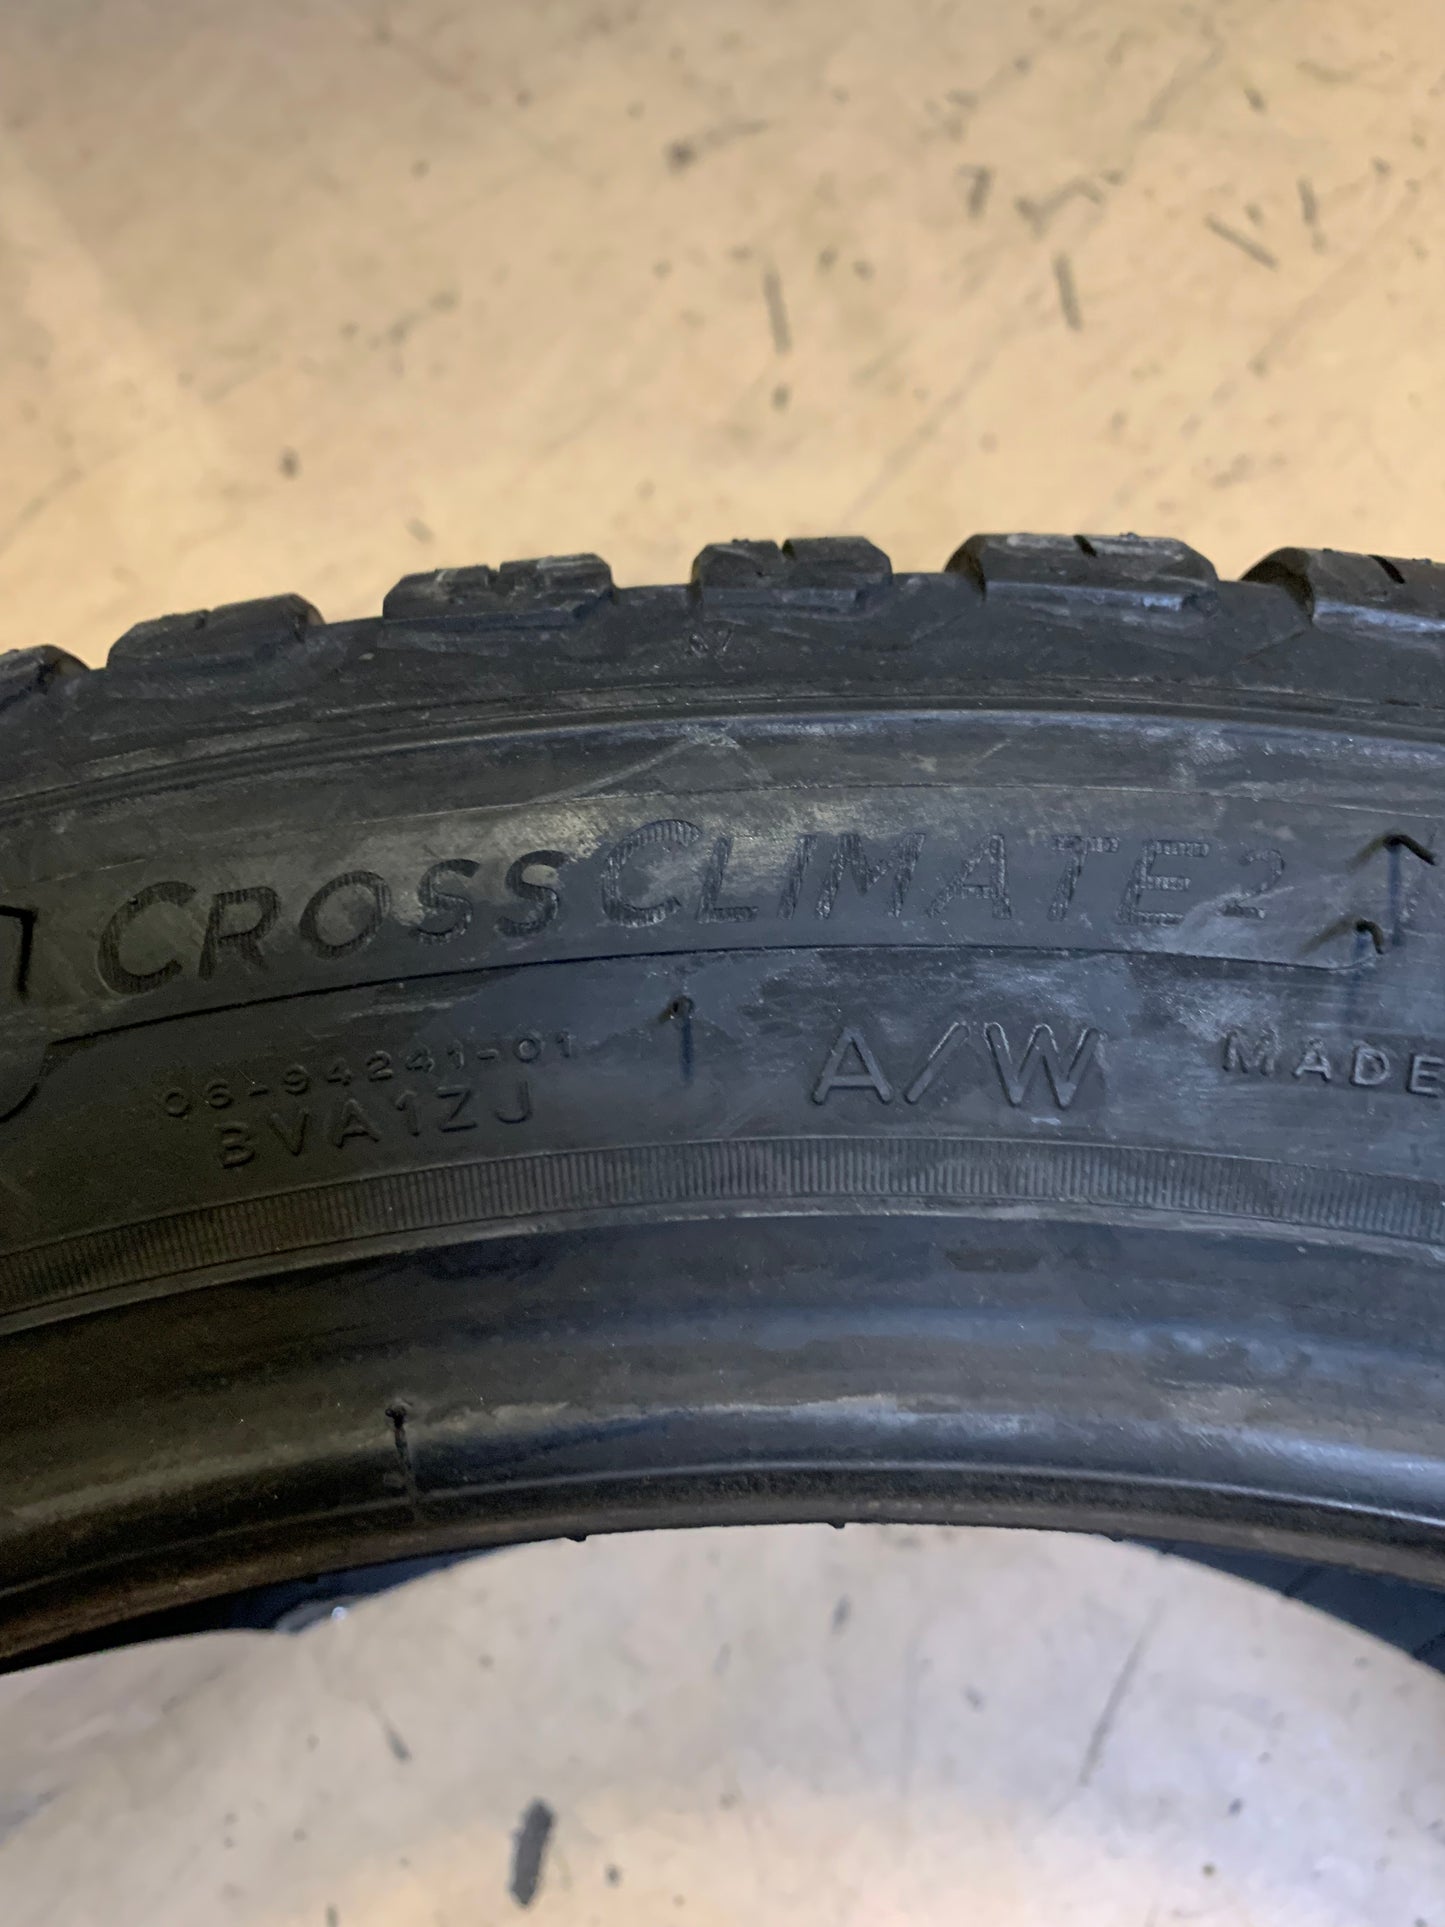 CROSSCLIMATE2
06-94241-01
BVA1ZJ
A/W
MADE